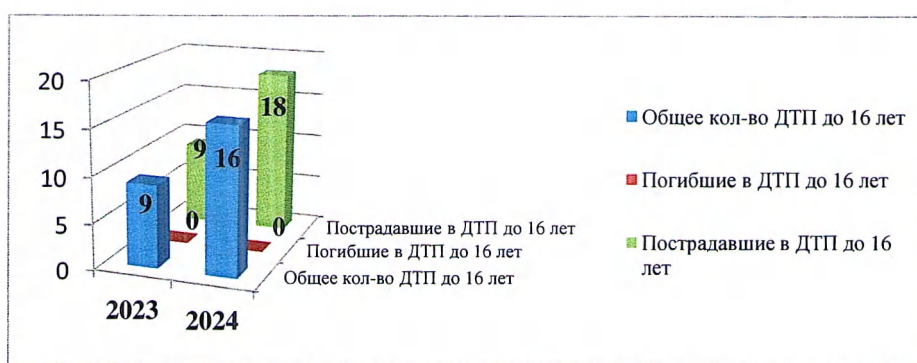 20
15
10
5
0
9
16
0
0
9
18
2023
2024
Пострадавшие в ДТП до 16 лет
Погибшие в ДТП до 16 лет
Общее кол-во ДТП до 16 лет
Общее кол-во ДТП до 16 лет
Погибшие в ДТП до 16 лет
Пострадавшие в ДТП до 16
лет